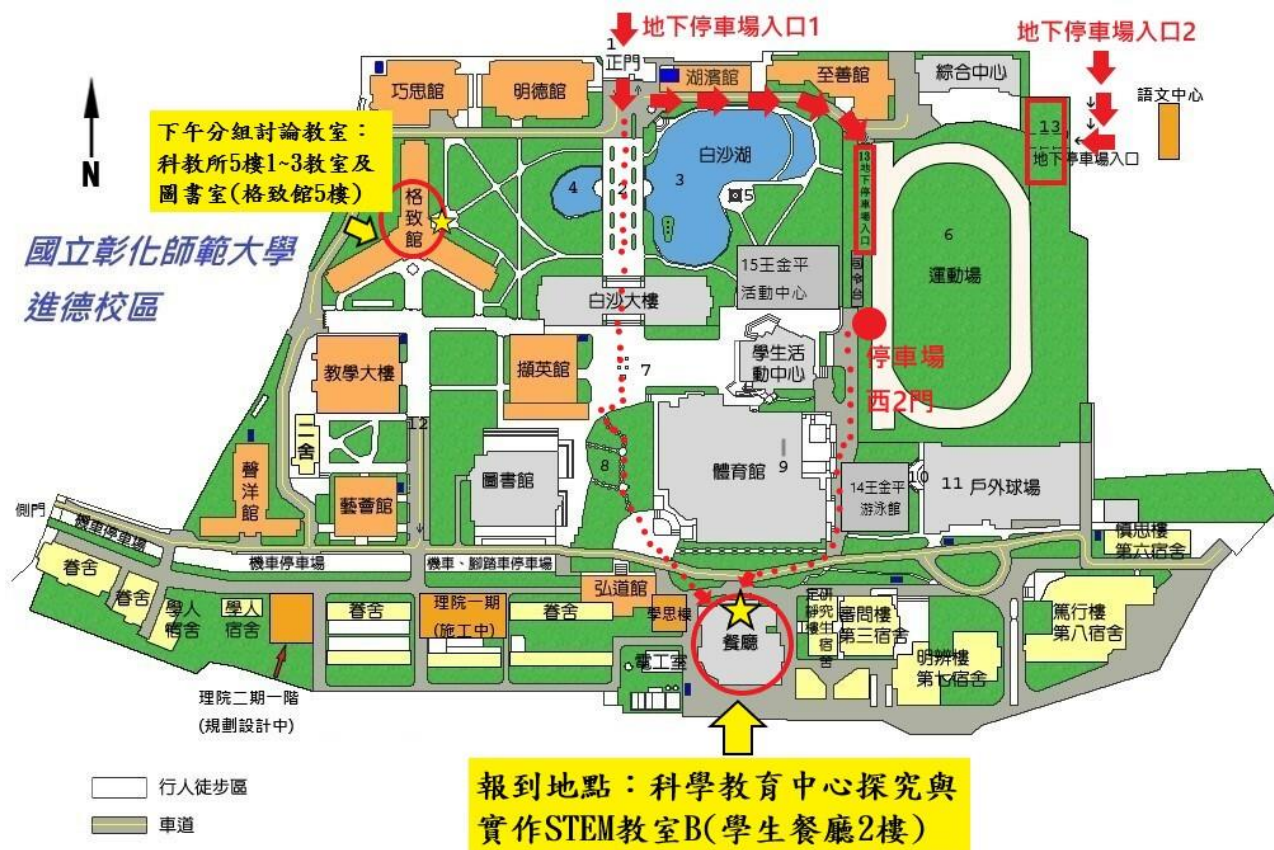 地下停車場入口1
地下停車場入口2
1
正門
巧思館
明德館
湖濱館
至善館
綜合中心
語文中心
13
地下停車場入口
下午分組討論教室：
科教所5樓1~3教室及
圖書室(格致館5樓)
N
格致館
4
2
3
白沙湖
5
13地下停車場入口
6
運動場
國立彰化師範大學
進德校區
15王金平
活動中心
司令台
白沙大樓
停車場
西2門
教學大樓
擷英館
7
學生活
動中心
12
二舍
聲洋館
藝薈館
圖書館
8
體育館
9
14王金平
游泳館
10
11 戶外球場
側門
機車停車場
機車停車場
機車、腳踏車停車場
慎思樓
第六宿舍
眷舍
眷舍
學人
宿舍
學人
宿舍
眷舍
理院一期
(施工中)
眷舍
弘道館
學思樓
餐廳
電工室
研究生宿舍
定靜樓
審問樓
第三宿舍
明辨樓
第七宿舍
篤行樓
第八宿舍
理院二期一階
(規劃設計中)
行人徒步區
車道
報到地點：科學教育中心探究與
實作STEM教室B(學生餐廳2樓)